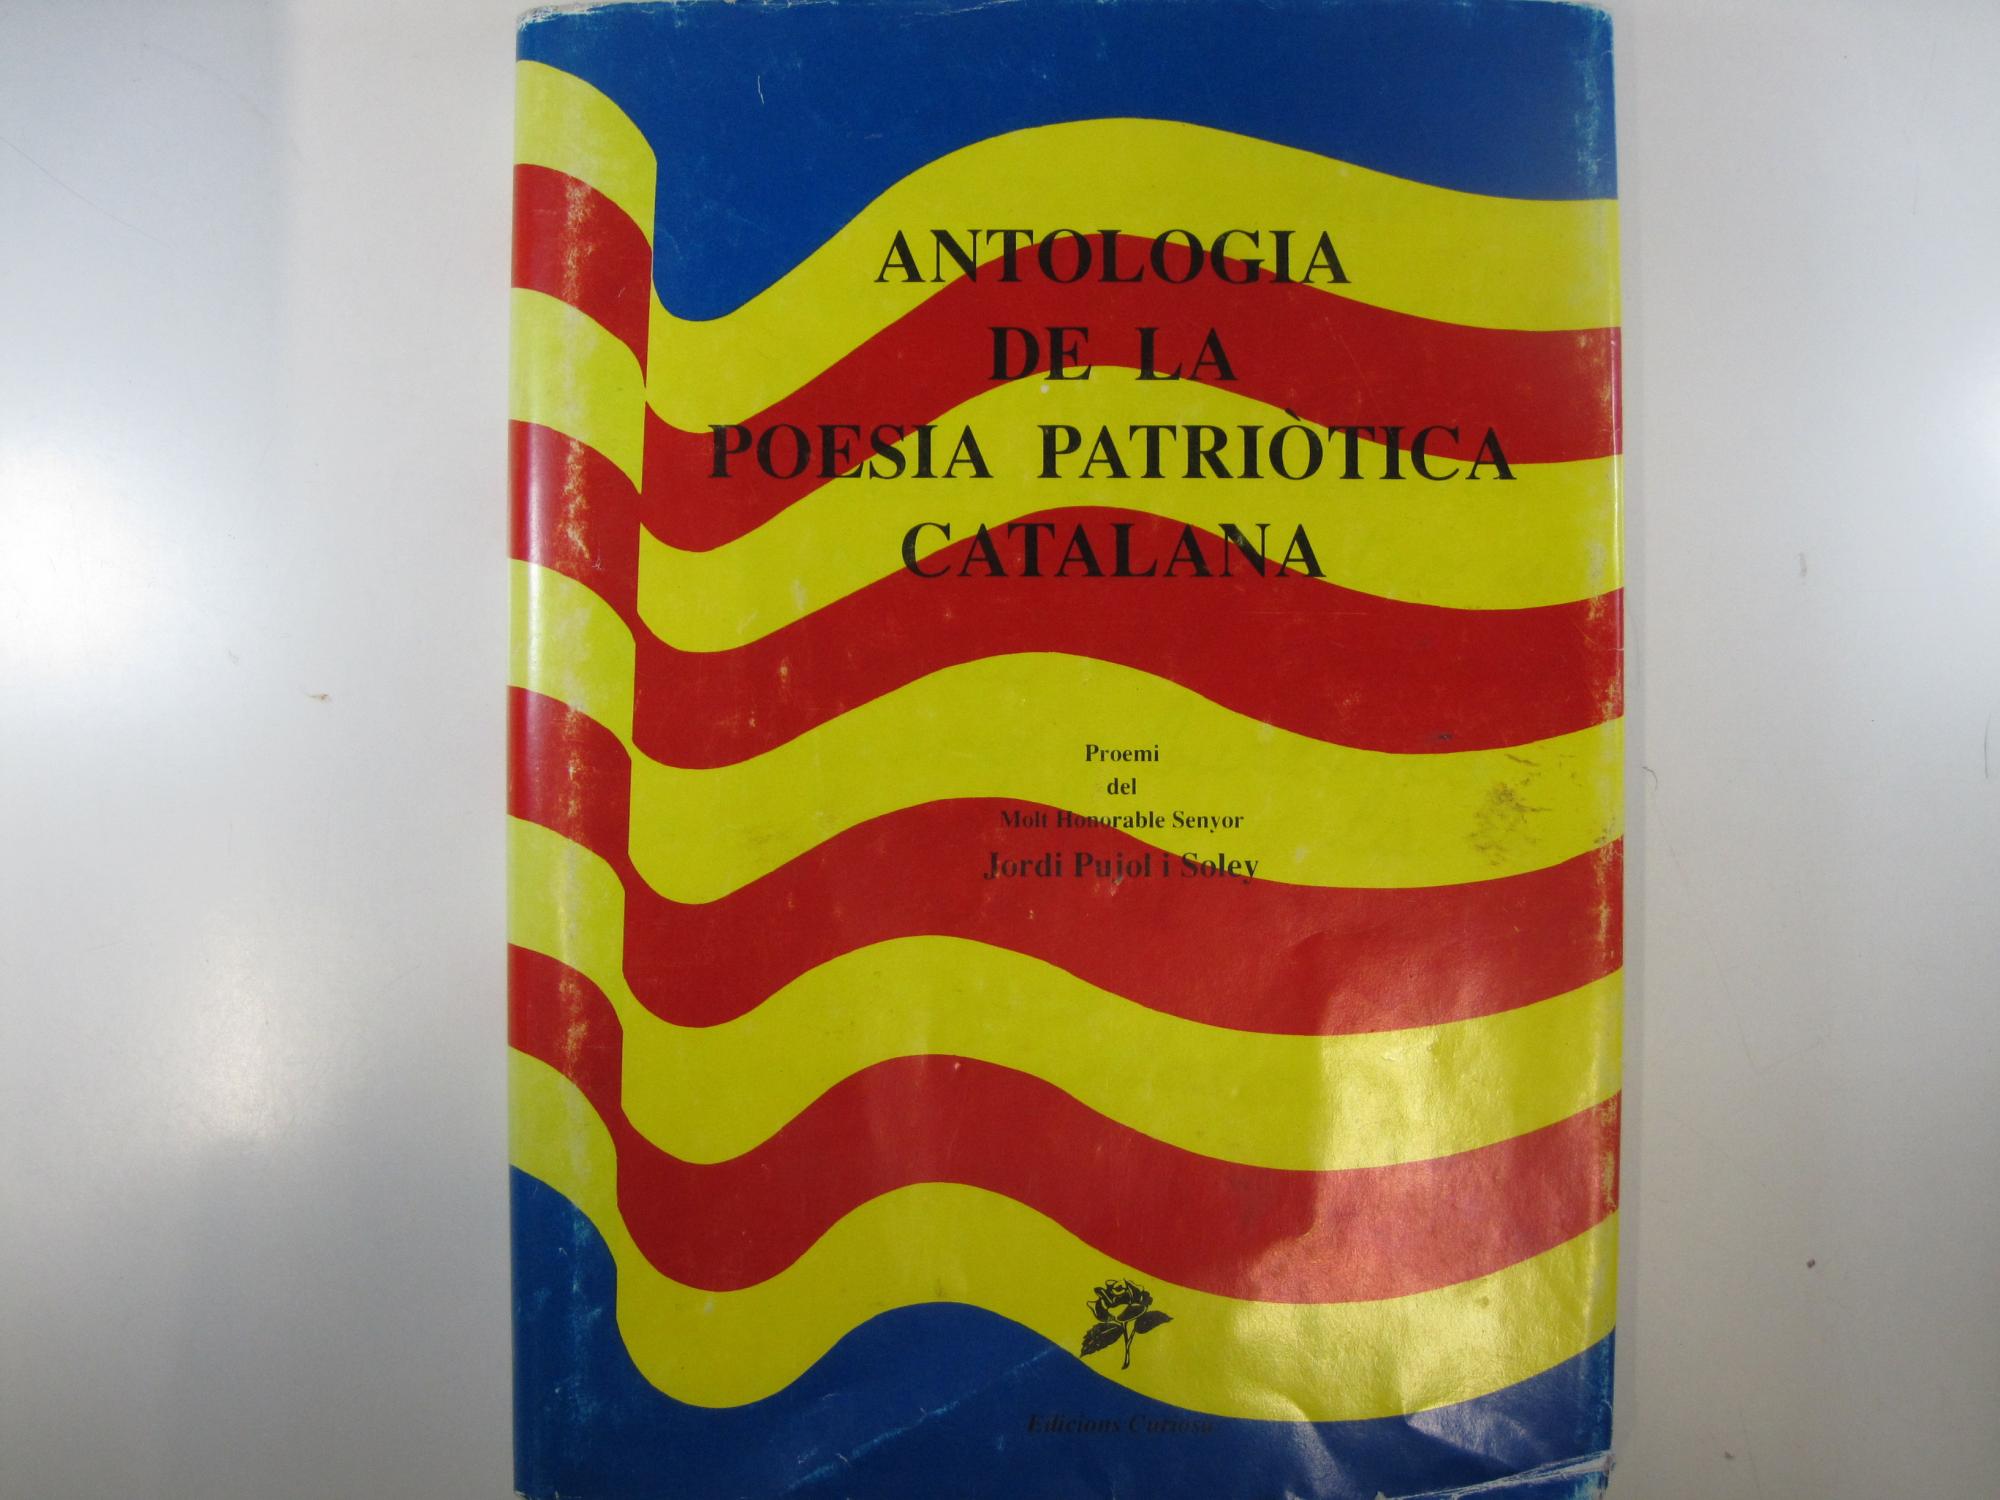 ANTOLOGIA
DE LA
POESIA PATRIÒTICA
CATALANA
Proemi
del
Molt Honorable Senyor
Jordi Pujol i Soley
Edicions Curiosa